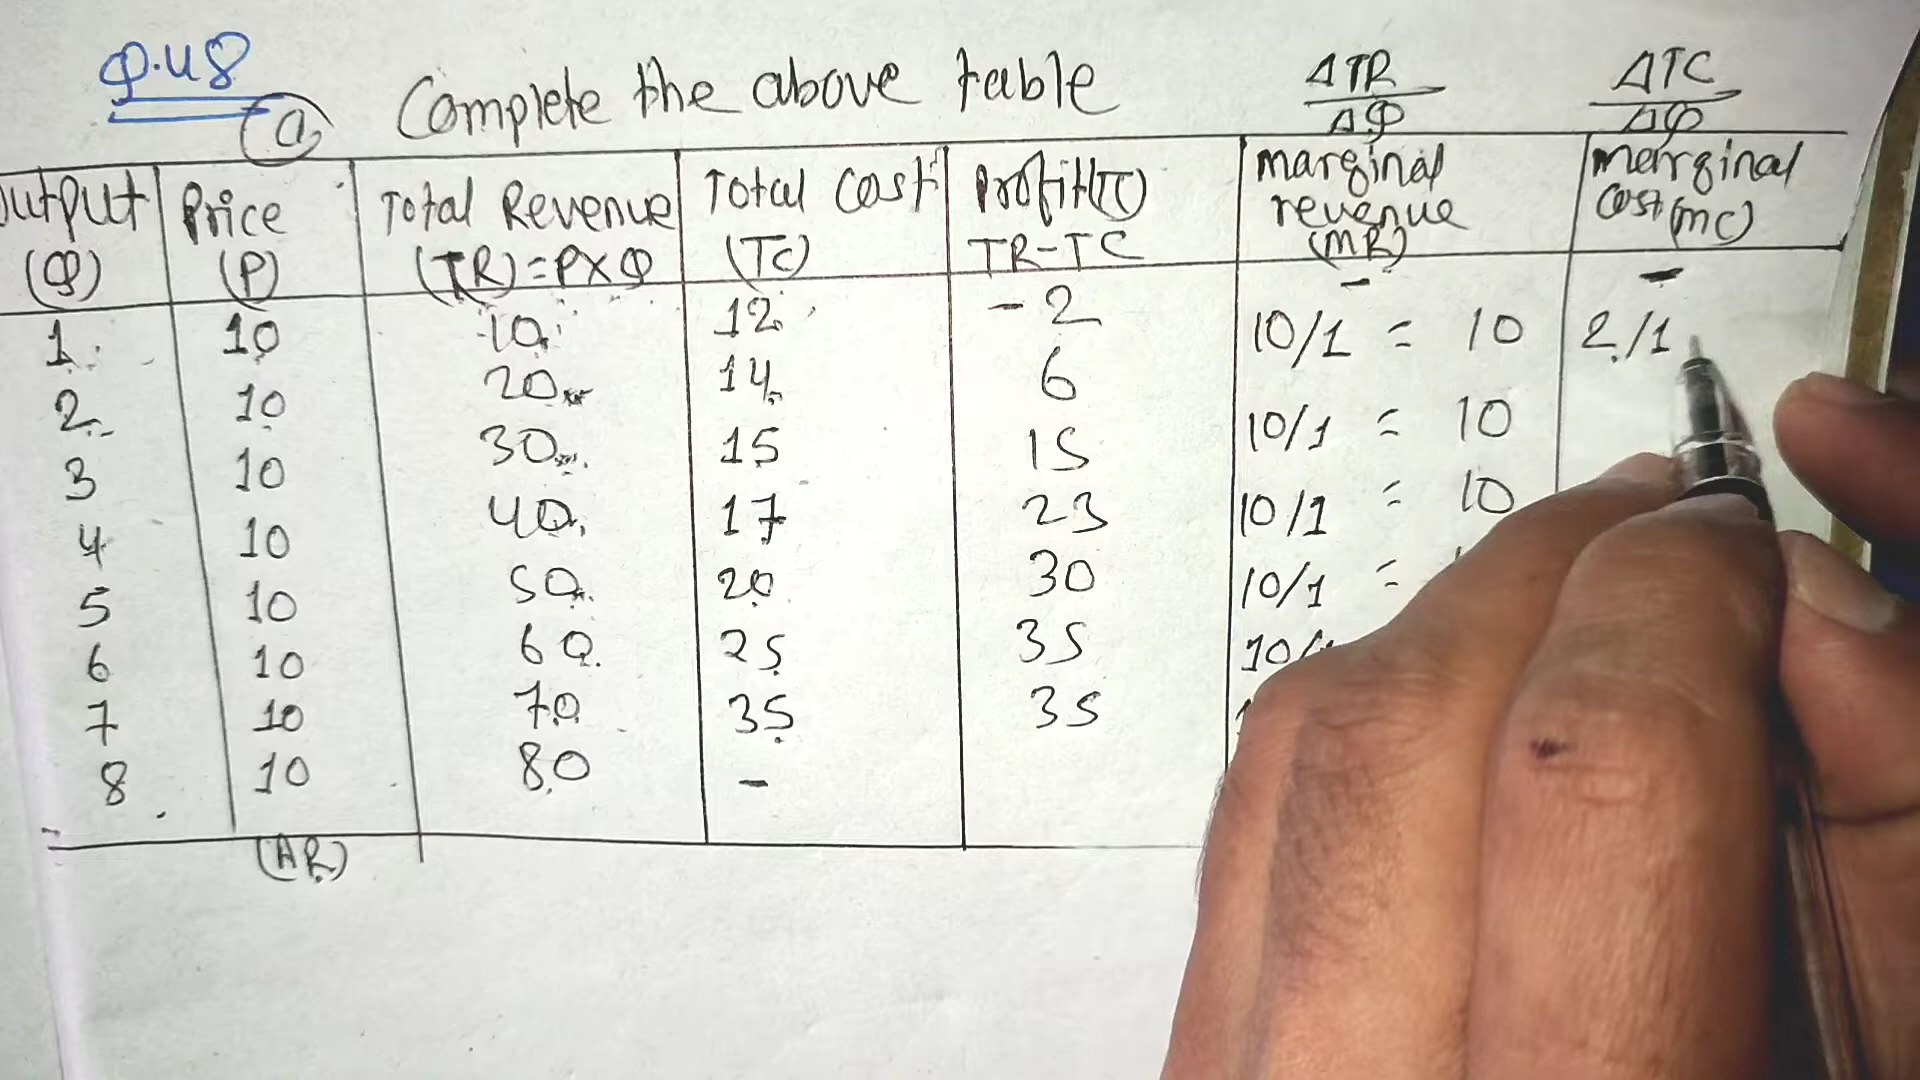 Q.48
(a) Complete the above table
ΔTR/ΔQ ΔTC/ΔQ
output (Q) Price (P) Total Revenue (TR)=P×Q Total Cost (TC) Profit(π) TR-TC marginal revenue (MR) marginal cost(mc)
1 10 10 12 -2 - -
2 10 20 14 6 10/1 = 10 2/1
3 10 30 15 15 10/1 = 10
4 10 40 17 23 10/1 = 10
5 10 50 20 30 10/1 =
6 10 60 25 35 10/
7 10 70 35 35
8 10 80 -
(AR)